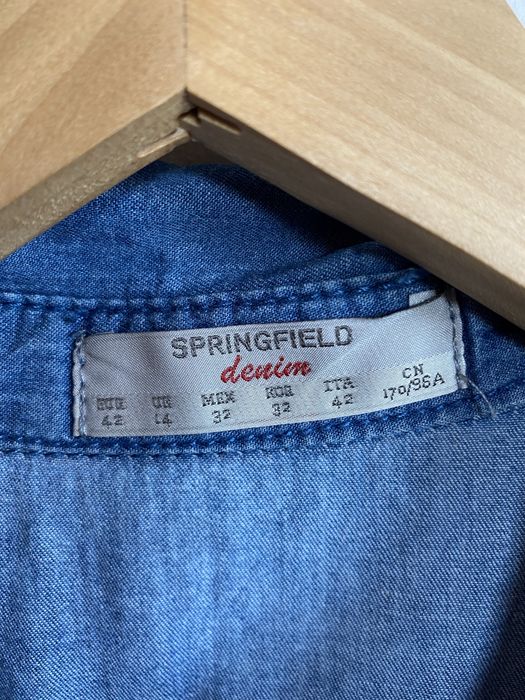 SPRINGFIELD
denim
EUR UK MEX KOR ITA CN
42 14 32 32 42 170/96A